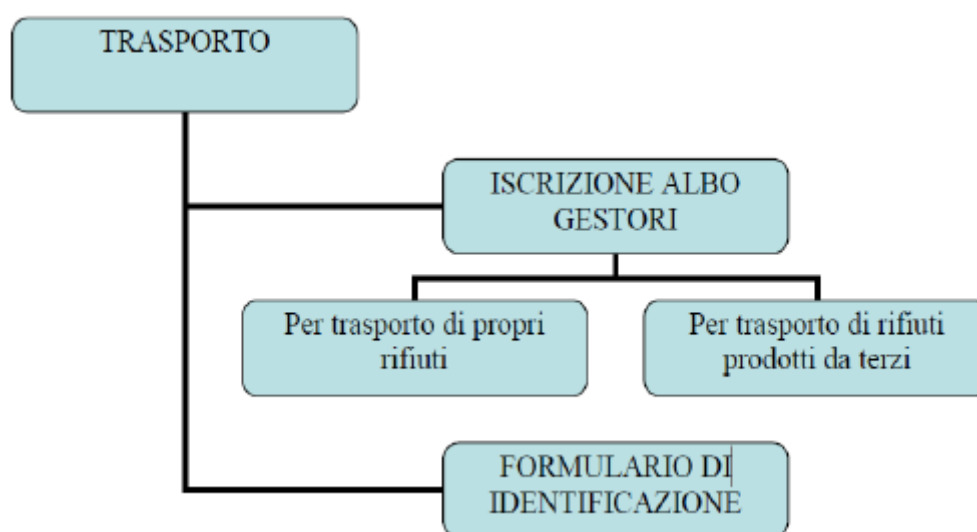 TRASPORTO
ISCRIZIONE ALBO
GESTORI
Per trasporto di propri
rifiuti
Per trasporto di rifiuti
prodotti da terzi
FORMULARIO DI
IDENTIFICAZIONE